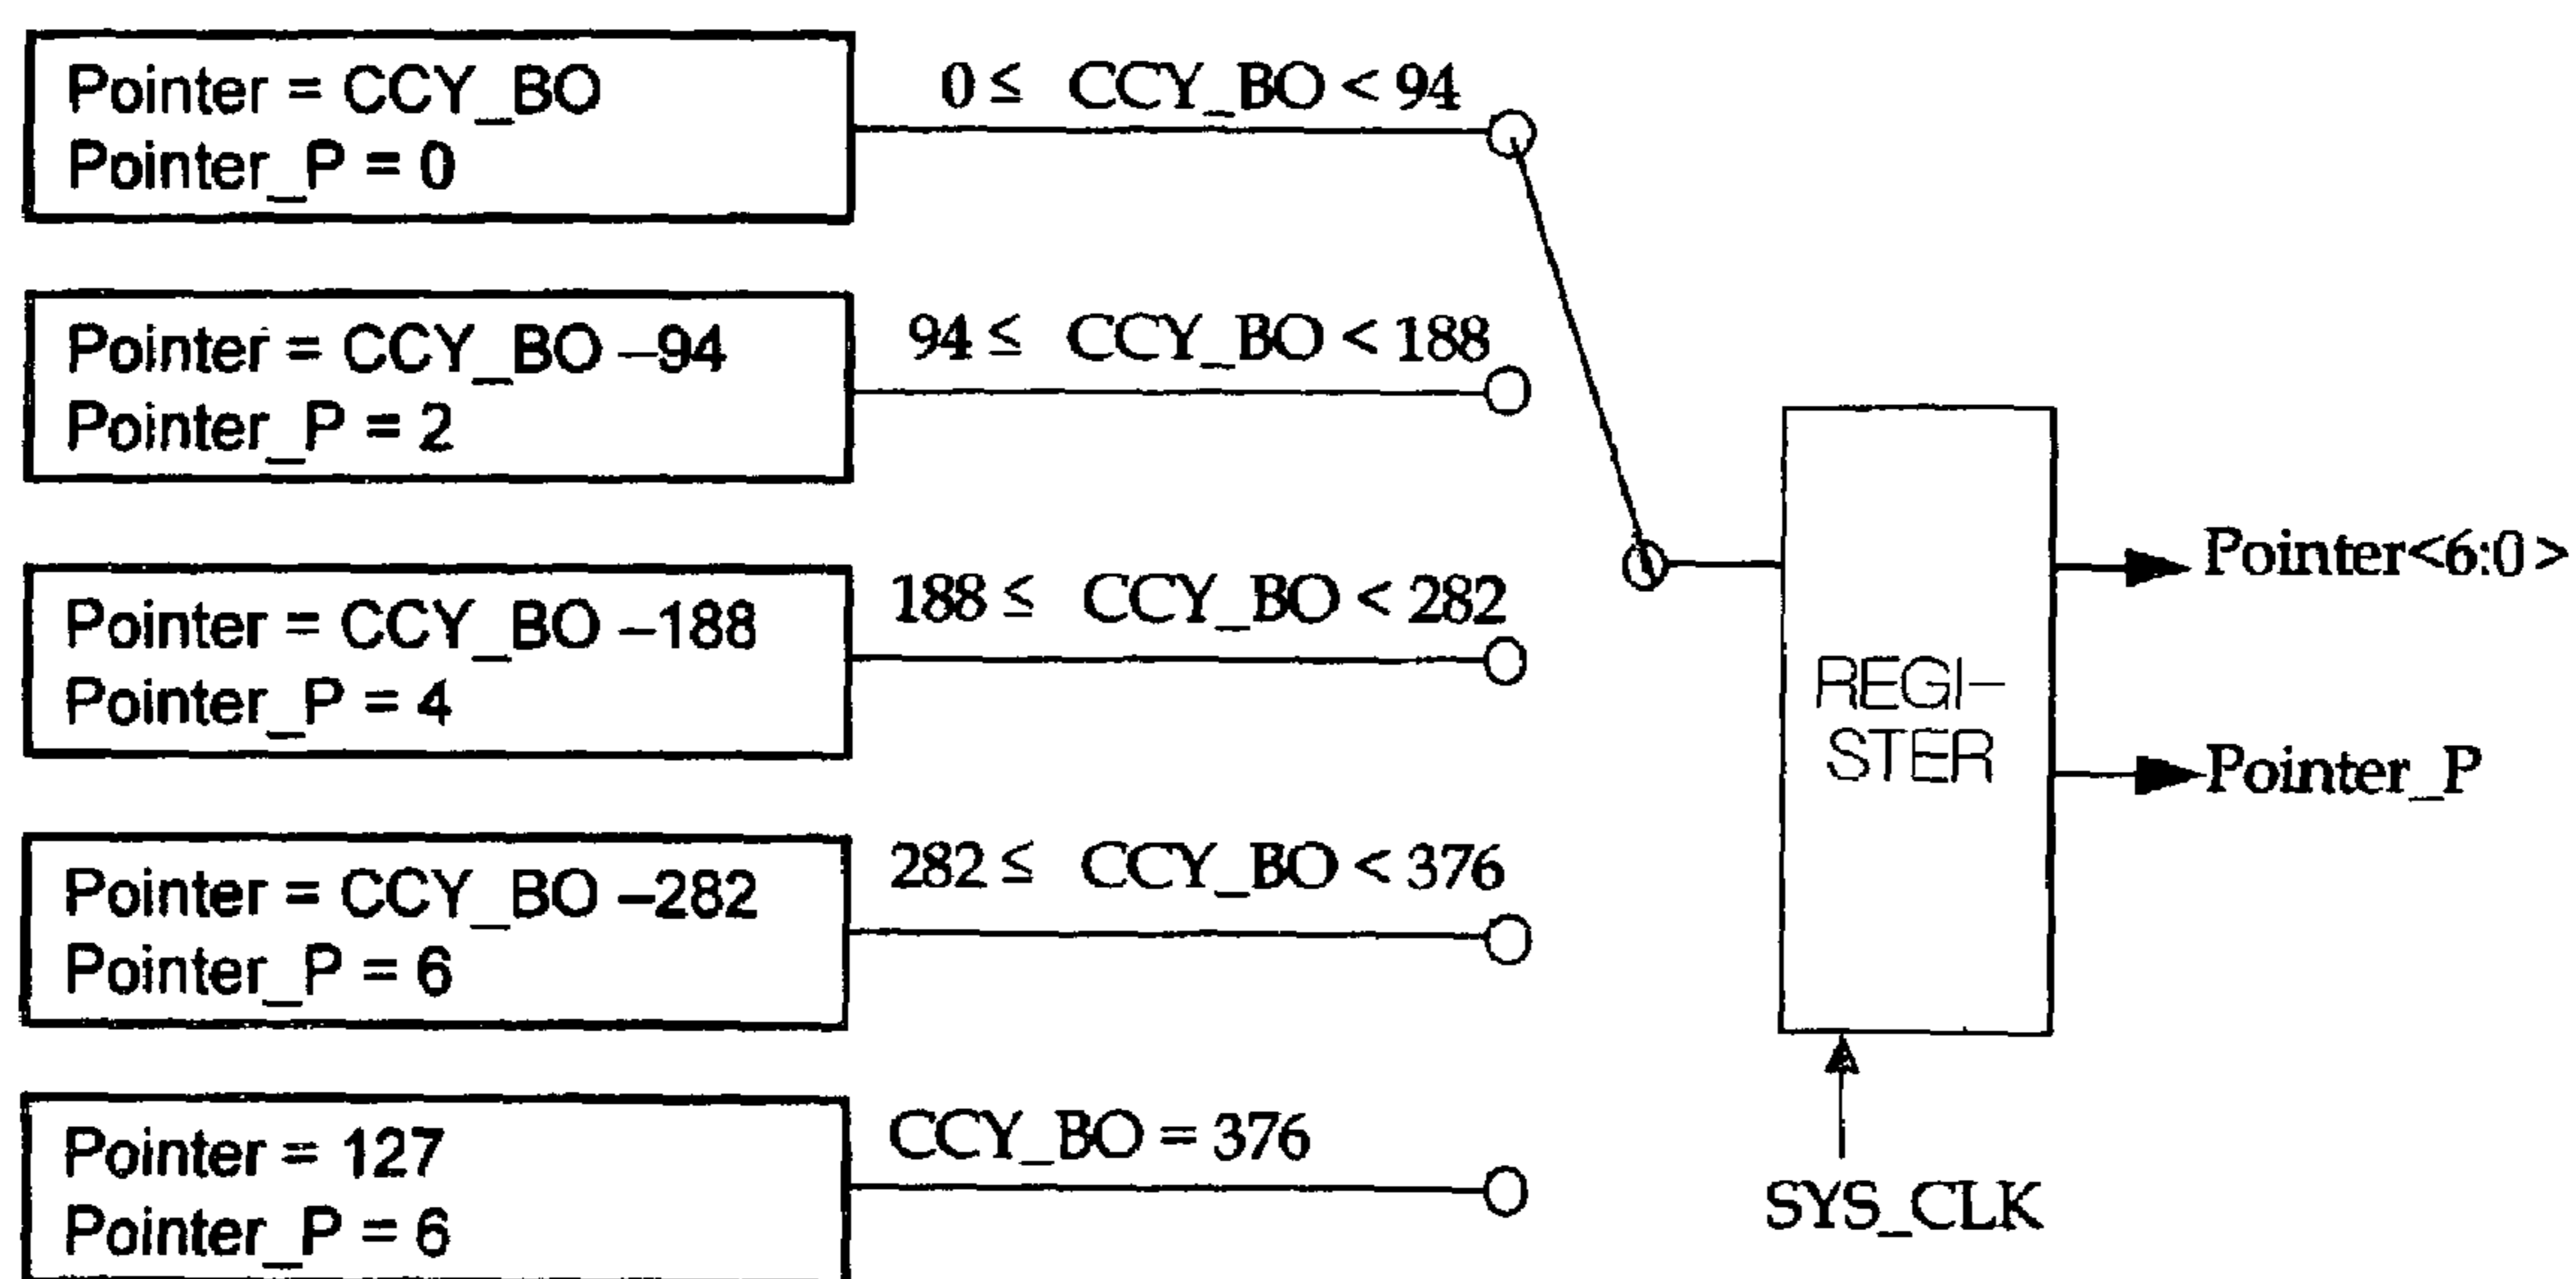 Pointer = CCY_BO
Pointer_P = 0
0 ≤ CCY_BO < 94
Pointer = CCY_BO –94
Pointer_P = 2
94 ≤ CCY_BO < 188
Pointer = CCY_BO –188
Pointer_P = 4
188 ≤ CCY_BO < 282
Pointer = CCY_BO –282
Pointer_P = 6
282 ≤ CCY_BO < 376
Pointer = 127
Pointer_P = 6
CCY_BO = 376
REGI–
STER
Pointer<6:0>
Pointer_P
SYS_CLK